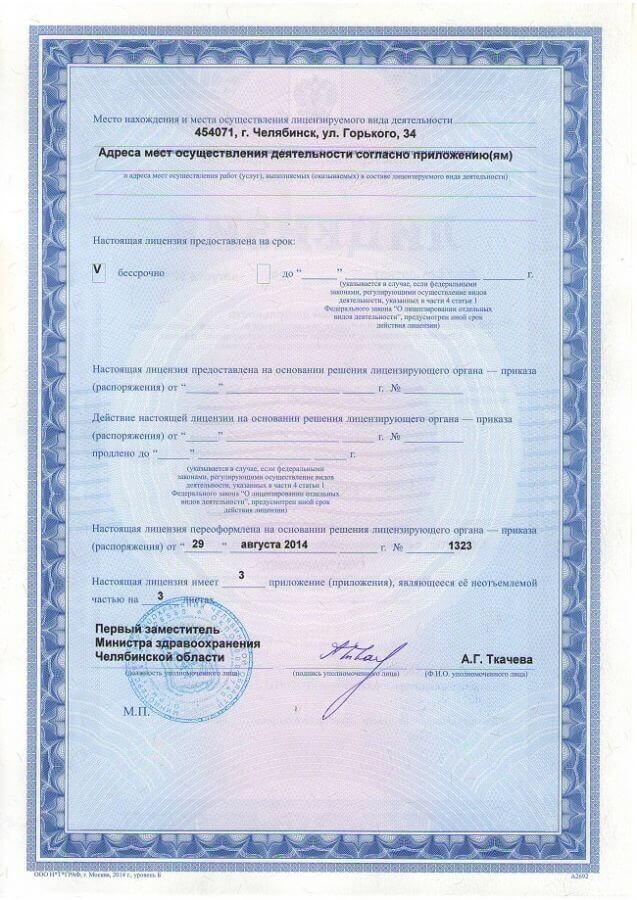 Место нахождения и места осуществления лицензируемого вида деятельности
454071, г. Челябинск, ул. Горького, 34
Адреса мест осуществления деятельности согласно приложению(ям)
и адреса мест осуществления работ (услуг), выполняемых (оказываемых) в составе лицензируемого вида деятельности)
Настоящая лицензия предоставлена на срок:
V бессрочно до “ ” г.
(указывается в случае, если федеральными
законами, регулирующими осуществление видов
деятельности, указанных в части 4 статьи 1
Федерального закона “О лицензировании отдельных
видов деятельности”, предусмотрен иной срок
действия лицензии)
Настоящая лицензия предоставлена на основании решения лицензирующего органа — приказа
(распоряжения) от “ ” г. №
Действие настоящей лицензии на основании решения лицензирующего органа — приказа
(распоряжения) от “ ” г. №
продлено до “ ” г.
(указывается в случае, если федеральными
законами, регулирующими осуществление видов
деятельности, указанных в части 4 статьи 1
Федерального закона “О лицензировании отдельных
видов деятельности”, предусмотрен иной срок
действия лицензии)
Настоящая лицензия переоформлена на основании решения лицензирующего органа — приказа
(распоряжения) от “ 29 ” августа 2014 г. № 1323
Настоящая лицензия имеет 3 приложение (приложения), являющееся её неотъемлемой
частью на 3 листах
Первый заместитель
Министра здравоохранения
Челябинской области
А.Г. Ткачева
(должность уполномоченного лица) (подпись уполномоченного лица) (Ф.И.О. уполномоченного лица)
М.П.
ООО Н*Т*ГРАФ, г. Москва, 2014 г., уровень Б
А2692